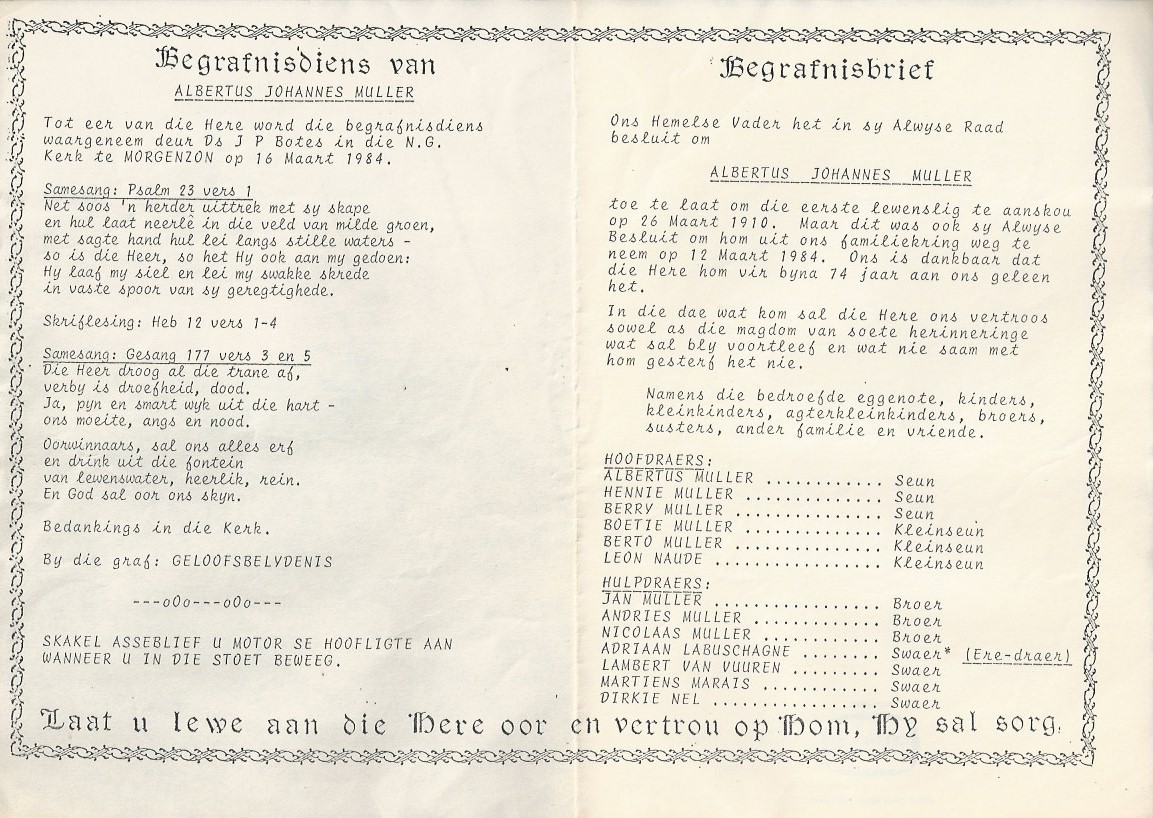 Begrafnisdiens van
ALBERTUS JOHANNES MULLER
Tot eer van die Here word die begrafnisdiens
waargeneem deur Ds J P Botes in die N.G.
Kerk te MORGENZON op 16 Maart 1984.
Samesang: Psalm 23 vers 1
Net soos 'n herder uittrek met sy skape
en hul laat neerlê in die veld van milde groen,
met sagte hand hul lei langs stille waters -
so is die Heer, so het Hy ook aan my gedoen:
Hy laaf my siel en lei my swakke skrede
in vaste spoor van sy geregtighede.
Skriflesing: Heb 12 vers 1-4
Samesang: Gesang 177 vers 3 en 5
Die Heer droog al die trane af,
verby is droefheid, dood.
Ja, pyn en smart wyk uit die hart -
ons moeite, angs en nood.
Oorwinnaars, sal ons alles erf
en drink uit die fontein
van lewenswater, heerlik, rein.
En God sal oor ons skyn.
Bedankings in die Kerk.
By die graf: GELOOFSBELYDENIS
---oOo---oOo---
SKAKEL ASSEBLIEF U MOTOR SE HOOFLIGTE AAN
WANNEER U IN DIE STOET BEWEEG.
Begrafnisbrief
Ons Hemelse Vader het in sy Alwyse Raad
besluit om
ALBERTUS JOHANNES MULLER
toe te laat om die eerste lewenslig te aanskou
op 26 Maart 1910. Maar dit was ook sy Alwyse
Besluit om hom uit ons familiekring weg te
neem op 12 Maart 1984. Ons is dankbaar dat
die Here hom vir byna 74 jaar aan ons geleen
het.
In die dae wat kom sal die Here ons vertroos
sowel as die magdom van soete herinneringe
wat sal bly voortleef en wat nie saam met
hom gesterf het nie.
Namens die bedroefde eggenote, kinders,
kleinkinders, agterkleinkinders, broers,
susters, ander familie en vriende.
HOOFDRAERS:
ALBERTUS MULLER ............ Seun
HENNIE MULLER .............. Seun
BERRY MULLER ............... Seun
BOETIE MULLER .............. Kleinseun
BERTO MULLER ............... Kleinseun
LEON NAUDE ................. Kleinseun
HULPDRAERS:
JAN MULLER ................. Broer
ANDRIES MULLER ............. Broer
NICOLAAS MULLER ............ Broer
ADRIAAN LABUSCHAGNE ........ Swaer* (Ere-draer)
LAMBERT VAN VUUREN ......... Swaer
MARTIENS MARAIS ............ Swaer
DIRKIE NEL ................. Swaer
Laat u lewe aan die Here oor en vertrou op Hom, Hy sal sorg.